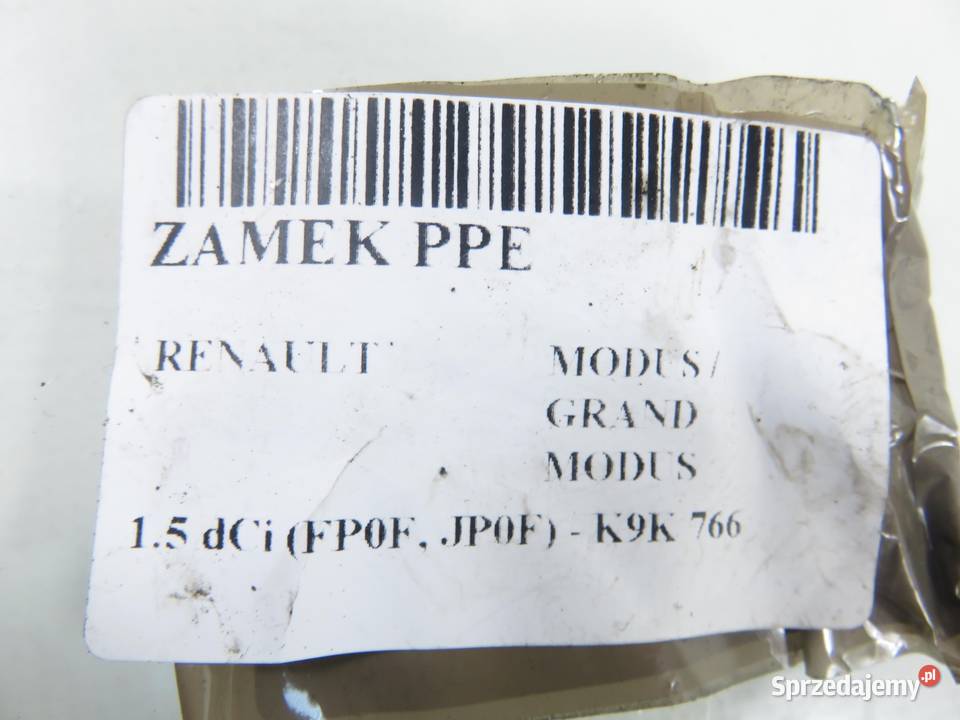 ZAMEK PPE
RENAULT MODUS /
GRAND
MODUS
1.5 dCi (FP0F, JP0F) - K9K 766
Sprzedajemy.pl